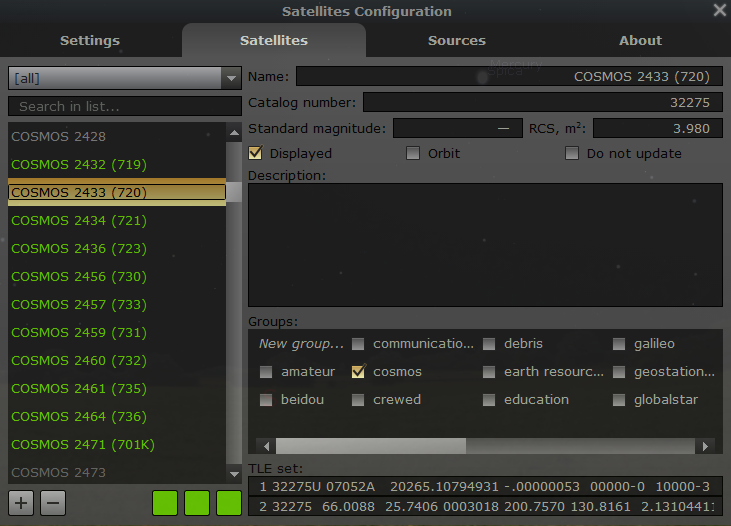 Satellites Configuration
Settings Satellites Sources About
[all]
Search in list...
COSMOS 2428
COSMOS 2432 (719)
COSMOS 2433 (720)
COSMOS 2434 (721)
COSMOS 2436 (723)
COSMOS 2456 (730)
COSMOS 2457 (733)
COSMOS 2459 (731)
COSMOS 2460 (732)
COSMOS 2461 (735)
COSMOS 2464 (736)
COSMOS 2471 (701K)
COSMOS 2473
Name: COSMOS 2433 (720)
Mercury
Spica
Catalog number: 32275
Standard magnitude: — RCS, m²: 3.980
Displayed Orbit Do not update
Description:
Groups:
New group... communicatio... debris galileo
amateur cosmos earth resourc... geostation...
beidou crewed education globalstar
TLE set:
1 32275U 07052A 20265.10794931 -.00000053 00000-0 10000-3
2 32275 66.0088 25.7406 0003018 200.7570 130.8161 2.1310441